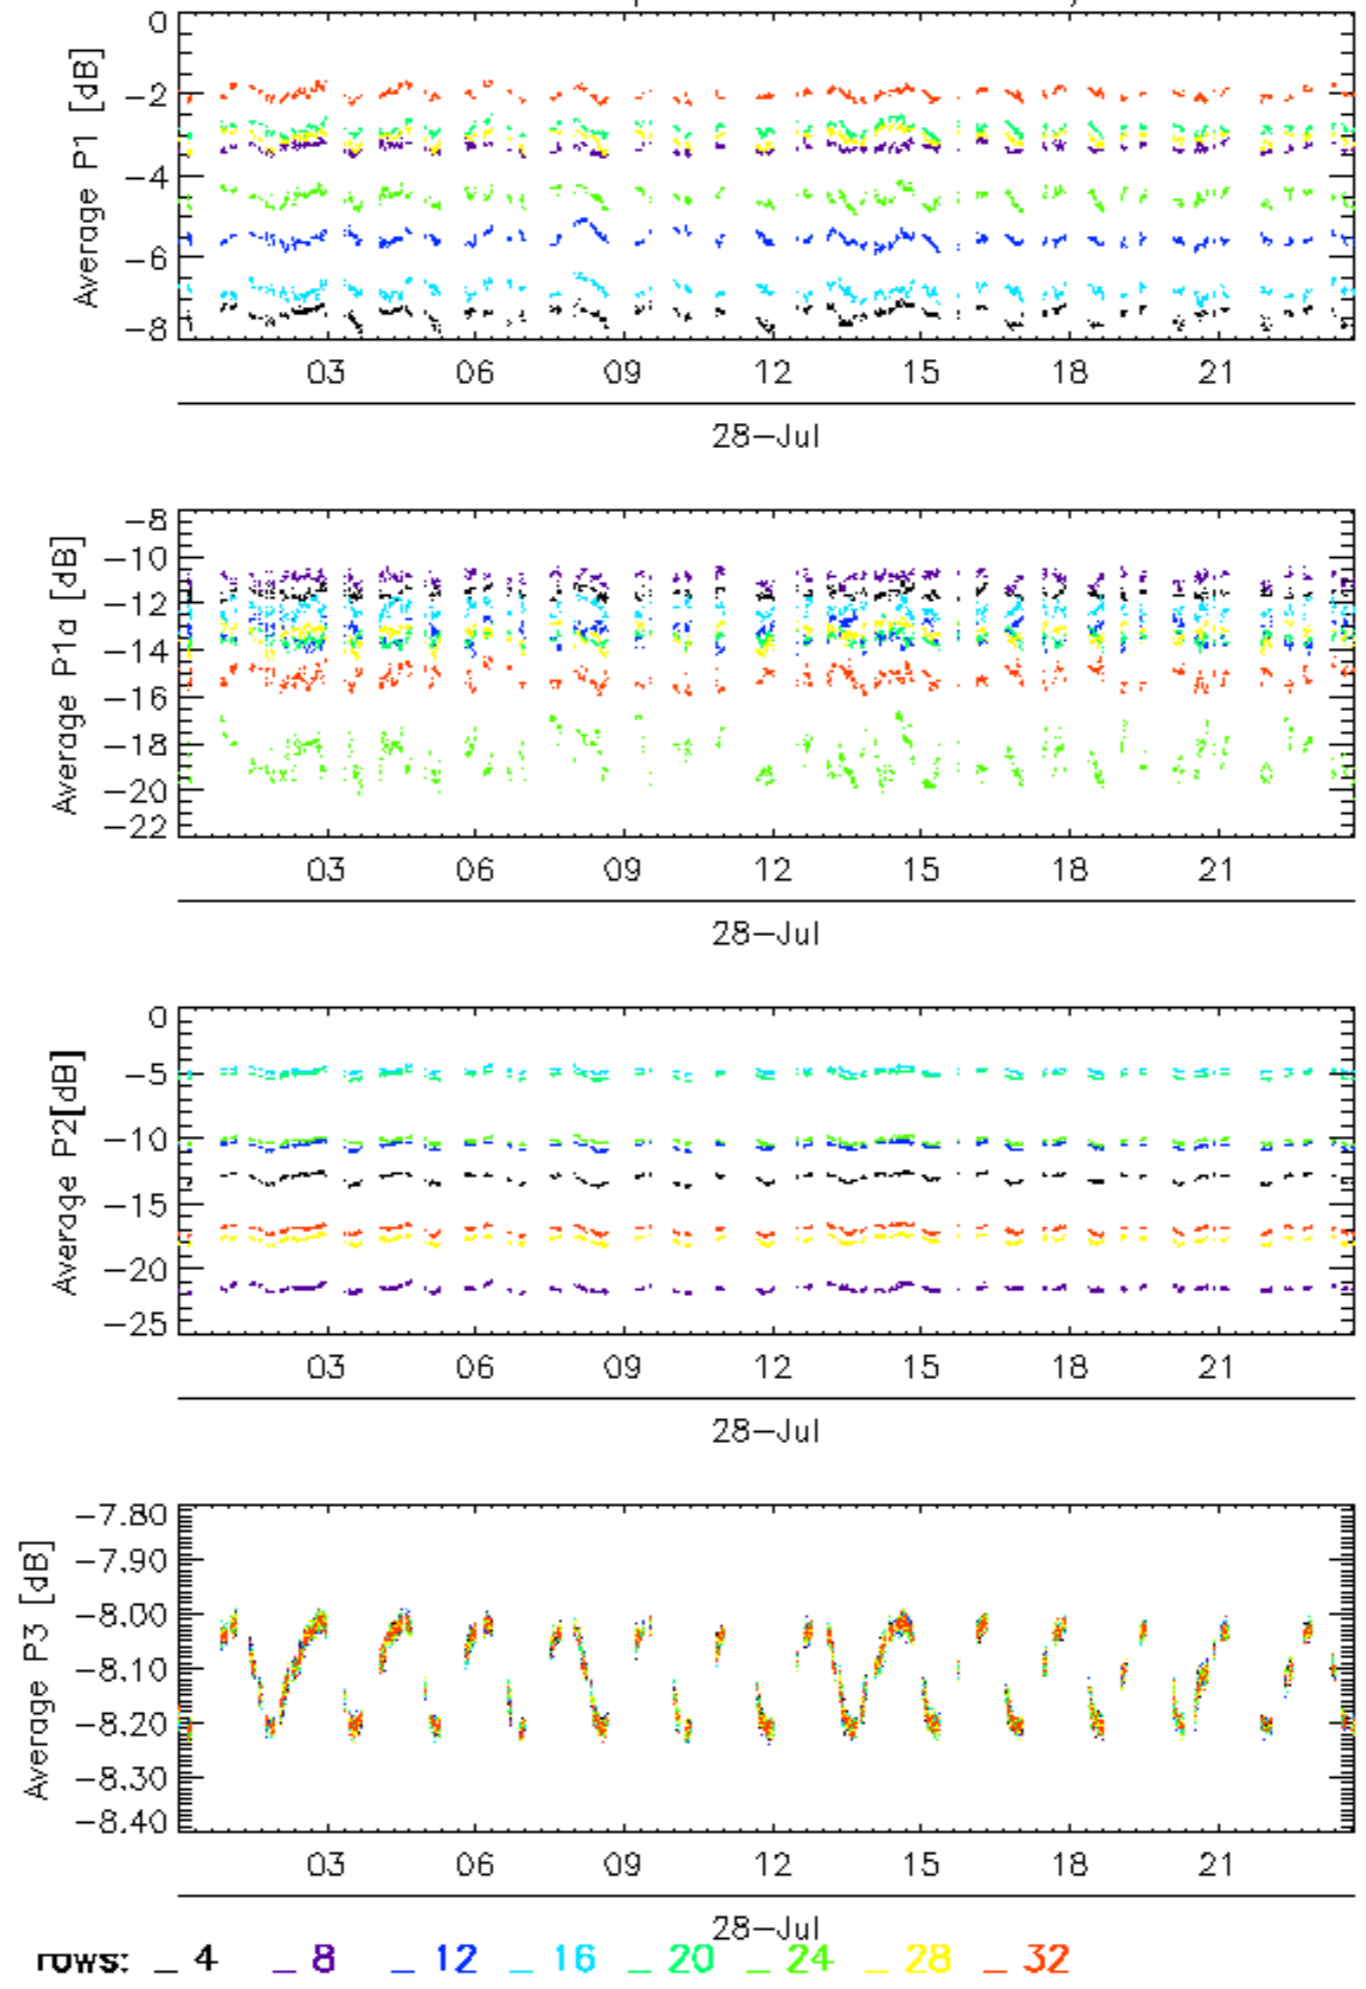 Average P1 [dB]
0
−2
−4
−6
−8
03 06 09 12 15 18 21
28−Jul
Average P1a [dB]
−8
−10
−12
−14
−16
−18
−20
−22
03 06 09 12 15 18 21
28−Jul
Average P2[dB]
0
−5
−10
−15
−20
−25
03 06 09 12 15 18 21
28−Jul
Average P3 [dB]
−7.80
−7.90
−8.00
−8.10
−8.20
−8.30
−8.40
03 06 09 12 15 18 21
28−Jul
rows: _ 4 _ 8 _ 12 _ 16 _ 20 _ 24 _ 28 _ 32